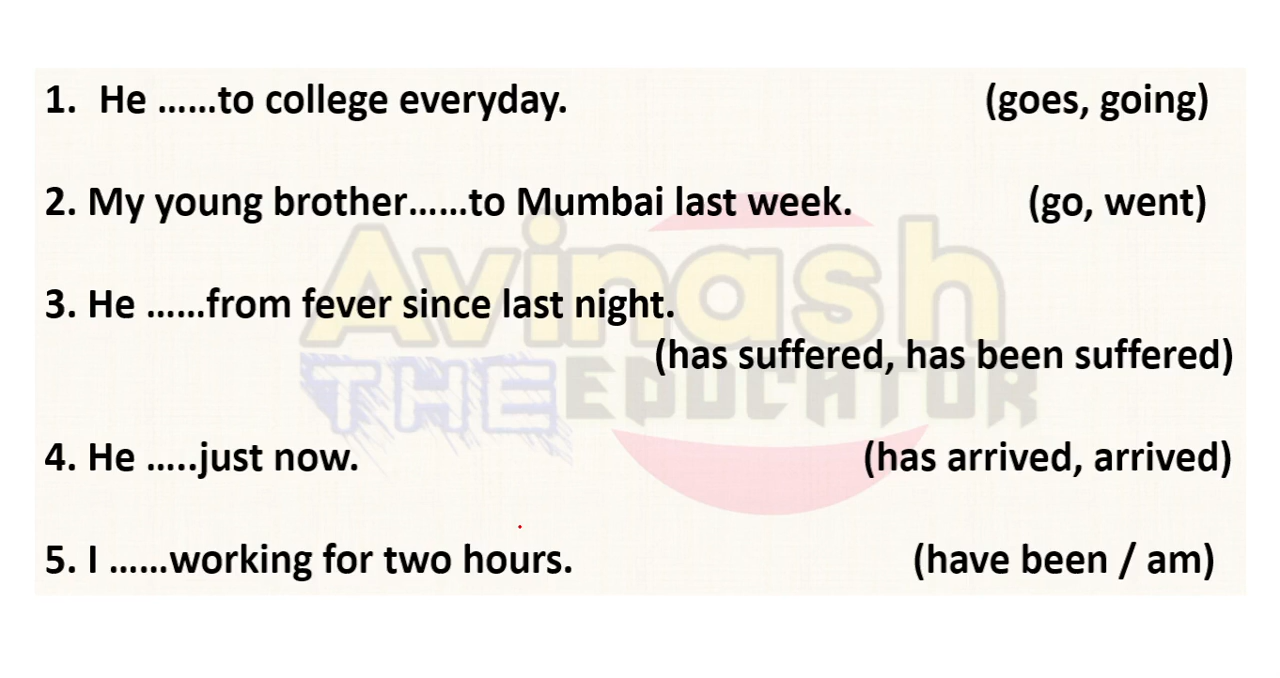 1. He ......to college everyday. (goes, going)
2. My young brother......to Mumbai last week. (go, went)
Avinash
3. He ......from fever since last night.
(has suffered, has been suffered)
THE EDUCATOR
4. He .....just now. (has arrived, arrived)
5. I ......working for two hours. (have been / am)